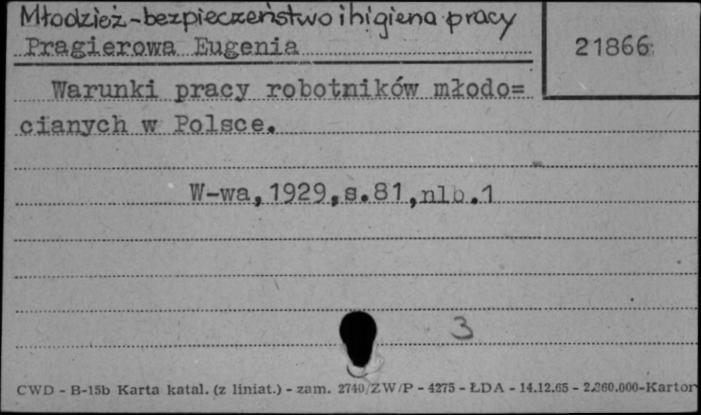 Młodzież-bezpieczeństwo i higiena pracy
Pragierowa Eugenia
21866
Warunki pracy robotników młodo=
cianych w Polsce.
W-wa,1929,s.81,nlb.1
3
CWD - B-15b Karta katal. (z liniat.) - zam. 2740/ZW/P - 4275 - ŁDA - 14.12.65 - 2.360.000-Karton